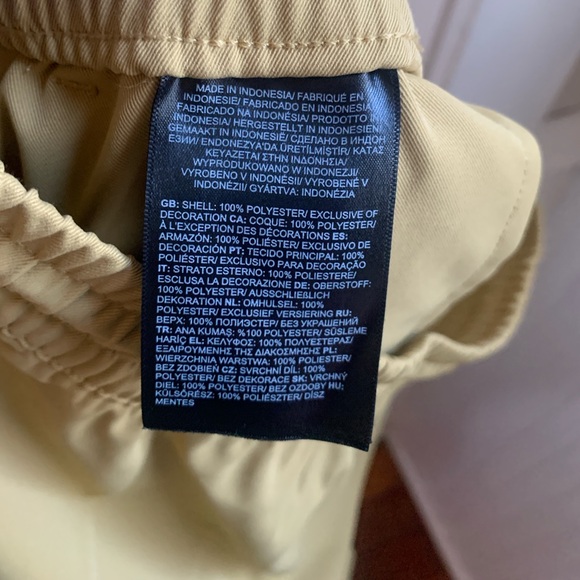 MADE IN INDONESIA/ FABRIQUÉ EN
INDONESIE/ FABRICADO EN INDONESIA/
FABRICADO NA INDONÉSIA/ PRODOTTO IN
INDONESIA/ HERGESTELLT IN INDONESIEN/
GEMAAKT IN INDONESIË/ СДЕЛАНО В ИНДОН
ЕЗИИ/ ENDONEZYA'DA ÜRETİLMİŞTİR/ ΚΑΤΑΣ
ΚΕΥΑΖΕΤΑΙ ΣΤΗΝ ΙΝΔΟΝΗΣΙΑ/
WYPRODUKOWANO W INDONEZJI/
VYROBENO V INDONÉSII/ VYROBENÉ V
INDONÉZII/ GYÁRTVA: INDONÉZIA
GB: SHELL: 100% POLYESTER/ EXCLUSIVE OF
DECORATION CA: COQUE: 100% POLYESTER/
À L'EXCEPTION DES DÉCORATIONS ES:
ARMAZÓN: 100% POLIÉSTER/ EXCLUSIVO DE
DECORACIÓN PT: TECIDO PRINCIPAL: 100%
POLIÉSTER/ EXCLUSIVO PARA DECORAÇÃO
IT: STRATO ESTERNO: 100% POLIESTERE/
ESCLUSA LA DECORAZIONE DE: OBERSTOFF:
100% POLYESTER/ AUSSCHLIEßLICH
DEKORATION NL: OMHULSEL: 100%
POLYESTER/ EXCLUSIEF VERSIERING RU:
ВЕРХ: 100% ПОЛИЭСТЕР/ БЕЗ УКРАШЕНИЙ
TR: ANA KUMAS: %100 POLYESTER/ SÜSLEME
HARİÇ EL: ΚΕΛΥΦΟΣ: 100% ΠΟΛΥΕΣΤΕΡΑΣ/
ΕΞΑΙΡΟΥΜΕΝΗΣ ΤΗΣ ΔΙΑΚΟΣΜΗΣΗΣ PL:
WIERZCHNIA WARSTWA: 100% POLIESTER/
BEZ ZDOBIEŃ CZ: SVRCHNÍ DÍL: 100%
POLYESTER/ BEZ DEKORACE SK: VRCHNÝ
DIEL: 100% POLYESTER/ BEZ OZDOBY HU:
KÜLSŐRÉSZ: 100% POLIÉSZTER/ DÍSZ
MENTES